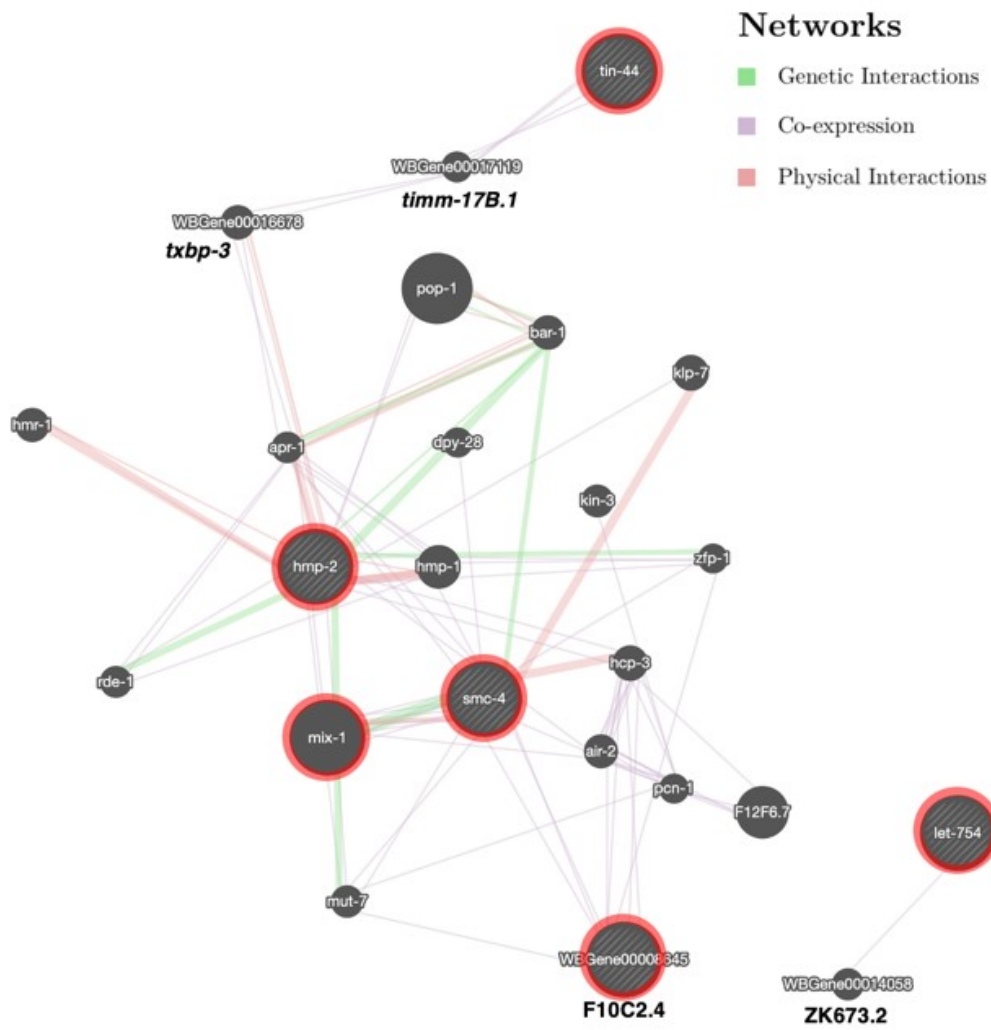 Networks
Genetic Interactions
Co-expression
Physical Interactions
tin-44
WBGene00017119
timm-17B.1
WBGene00016678
txbp-3
pop-1
bar-1
klp-7
hmr-1
apr-1
dpy-28
kin-3
hmp-2
hmp-1
zfp-1
rde-1
hcp-3
smc-4
mix-1
air-2
pcn-1
F12F6.7
let-754
mut-7
WBGene00008645
F10C2.4
WBGene00014058
ZK673.2